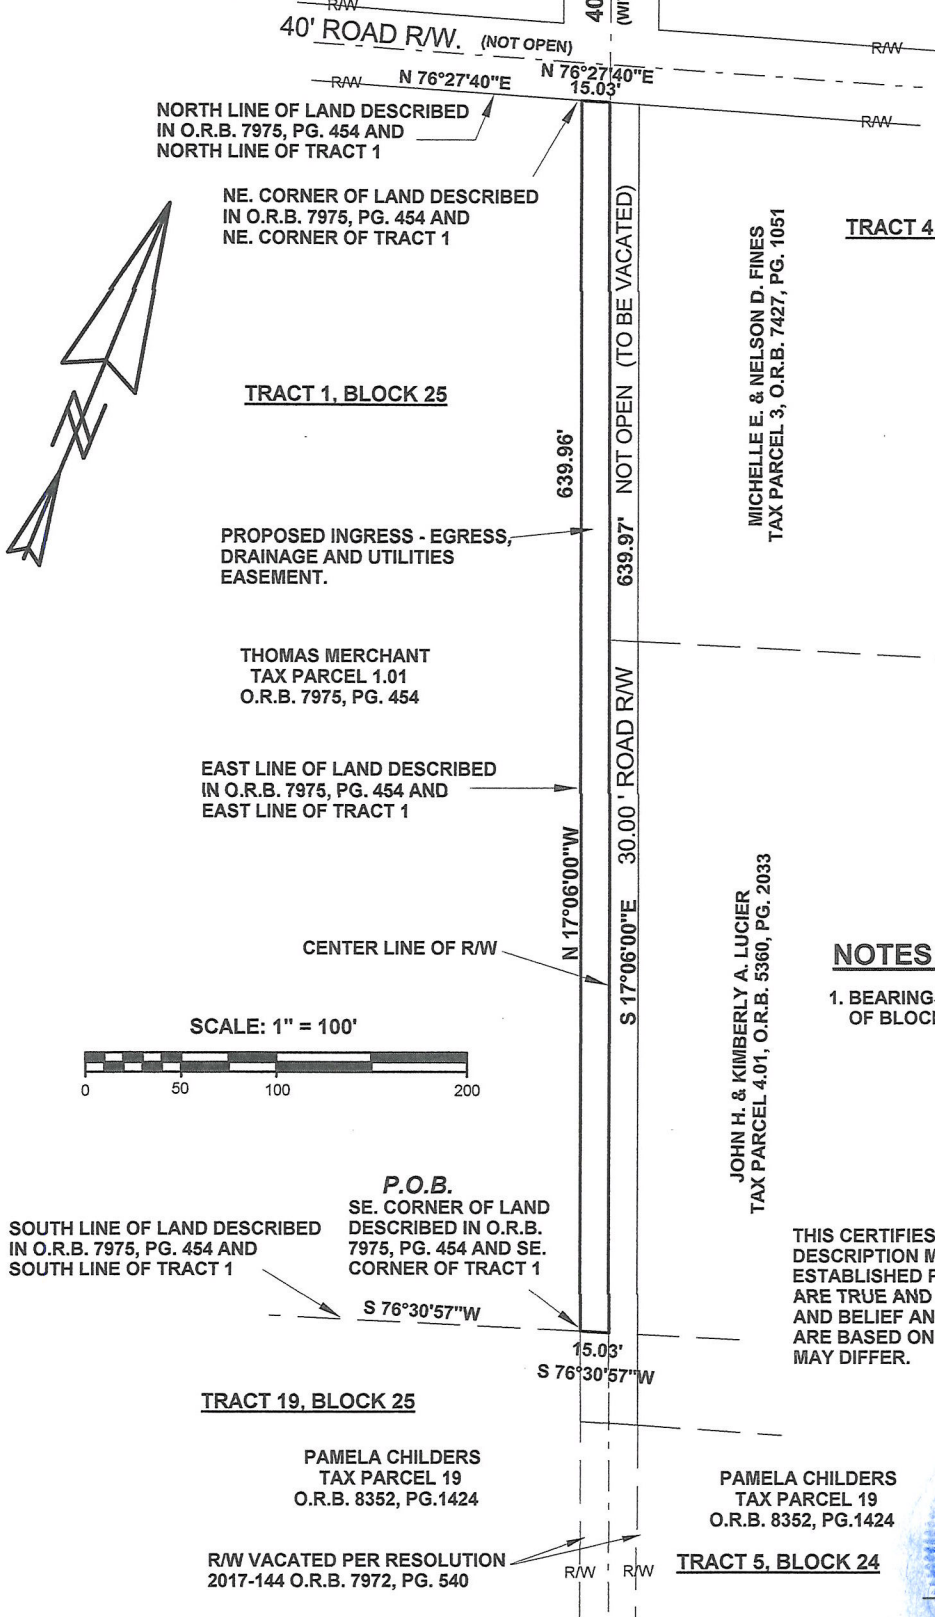 R/W
40' ROAD R/W. (NOT OPEN)
40
(WI
R/W
R/W
N 76°27'40"E
N 76°27'40"E
15.03'
R/W
NORTH LINE OF LAND DESCRIBED
IN O.R.B. 7975, PG. 454 AND
NORTH LINE OF TRACT 1
NE. CORNER OF LAND DESCRIBED
IN O.R.B. 7975, PG. 454 AND
NE. CORNER OF TRACT 1
TRACT 4
MICHELLE E. & NELSON D. FINES
TAX PARCEL 3, O.R.B. 7427, PG. 1051
N
TRACT 1, BLOCK 25
639.96'
639.97'
NOT OPEN (TO BE VACATED)
PROPOSED INGRESS - EGRESS,
DRAINAGE AND UTILITIES
EASEMENT.
THOMAS MERCHANT
TAX PARCEL 1.01
O.R.B. 7975, PG. 454
30.00 ' ROAD R/W
EAST LINE OF LAND DESCRIBED
IN O.R.B. 7975, PG. 454 AND
EAST LINE OF TRACT 1
N 17°06'00"W
S 17°06'00"E
CENTER LINE OF R/W
JOHN H. & KIMBERLY A. LUCIER
TAX PARCEL 4.01, O.R.B. 5360, PG. 2033
NOTES
1. BEARING
OF BLOC
SCALE: 1" = 100'
0 50 100 200
P.O.B.
SE. CORNER OF LAND
DESCRIBED IN O.R.B.
7975, PG. 454 AND SE.
CORNER OF TRACT 1
SOUTH LINE OF LAND DESCRIBED
IN O.R.B. 7975, PG. 454 AND
SOUTH LINE OF TRACT 1
S 76°30'57"W
15.03'
S 76°30'57"W
THIS CERTIFIES
DESCRIPTION M
ESTABLISHED
ARE TRUE AND
AND BELIEF AN
ARE BASED ON
MAY DIFFER.
TRACT 19, BLOCK 25
PAMELA CHILDERS
TAX PARCEL 19
O.R.B. 8352, PG.1424
PAMELA CHILDERS
TAX PARCEL 19
O.R.B. 8352, PG.1424
R/W VACATED PER RESOLUTION
2017-144 O.R.B. 7972, PG. 540
R/W
R/W
TRACT 5, BLOCK 24